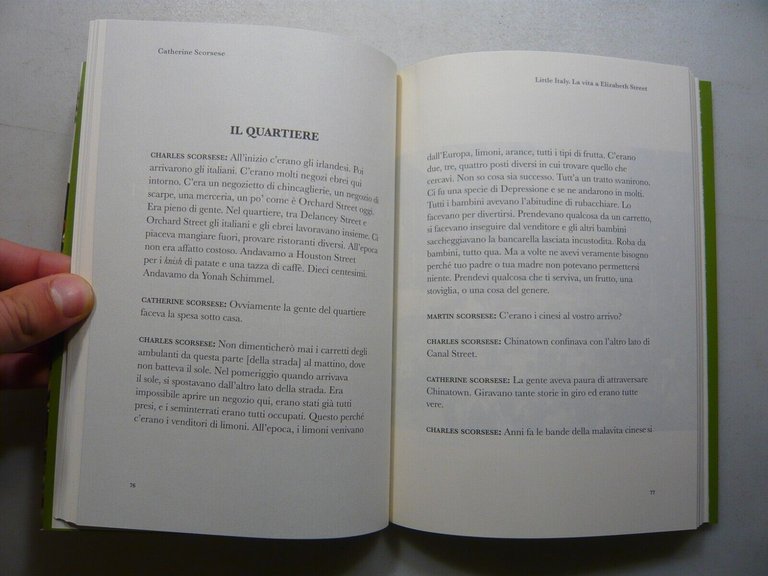 Catherine Scorsese
IL QUARTIERE
CHARLES SCORSESE: All'inizio c'erano gli irlandesi. Poi
arrivarono gli italiani. C'erano molti negozi ebrei qui
intorno. C'era un negozietto di chincaglierie, un negozio di
scarpe, una merceria, un po' come è Orchard Street oggi.
Era pieno di gente. Nel quartiere, tra Delancey Street e
Orchard Street gli italiani e gli ebrei lavoravano insieme. Ci
piaceva mangiare fuori, provare ristoranti diversi. All'epoca
non era affatto costoso. Andavamo a Houston Street
per i knish di patate e una tazza di caffè. Dieci centesimi.
Andavamo da Yonah Schimmel.
CATHERINE SCORSESE: Ovviamente la gente del quartiere
faceva la spesa sotto casa.
CHARLES SCORSESE: Non dimenticherò mai i carretti degli
ambulanti da questa parte [della strada] al mattino, dove
non batteva il sole. Nel pomeriggio quando arrivava
il sole, si spostavano dall'altro lato della strada. Era
impossibile aprire un negozio qui, erano stati già tutti
presi, e i seminterrati erano tutti occupati. Questo perché
c'erano i venditori di limoni. All'epoca, i limoni venivano
76
Little Italy. La vita a Elizabeth Street
dall'Europa, limoni, arance, tutti i tipi di frutta. C'erano
due, tre, quattro posti diversi in cui trovare quello che
cercavi. Non so cosa sia successo. Tutt'a un tratto svanirono.
Ci fu una specie di Depressione e se ne andarono in molti.
Tutti i bambini avevano l'abitudine di rubacchiare. Lo
facevano per divertirsi. Prendevano qualcosa da un carretto,
si facevano inseguire dal venditore e gli altri bambini
saccheggiavano la bancarella lasciata incustodita. Roba da
bambini, tutto qua. Ma a volte ne avevi veramente bisogno
perché tuo padre o tua madre non potevano permettersi
niente. Prendevi qualcosa che ti serviva, un frutto, una
stoviglia, o una cosa del genere.
MARTIN SCORSESE: C'erano i cinesi al vostro arrivo?
CHARLES SCORSESE: Chinatown confinava con l'altro lato di
Canal Street.
CATHERINE SCORSESE: La gente aveva paura di attraversare
Chinatown. Giravano tante storie in giro ed erano tutte
vere.
CHARLES SCORSESE: Anni fa le bande della malavita cinese si
77